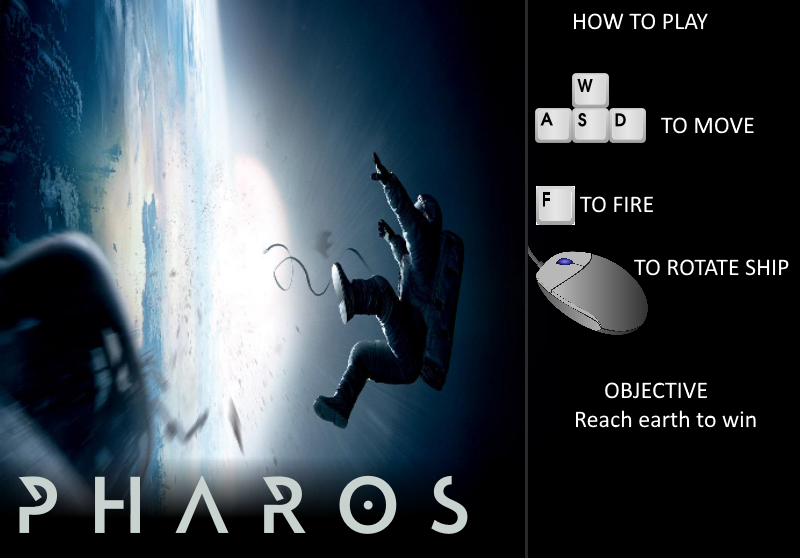 HOW TO PLAY
W
A S D TO MOVE
F TO FIRE
TO ROTATE SHIP
OBJECTIVE
Reach earth to win
PHAROS